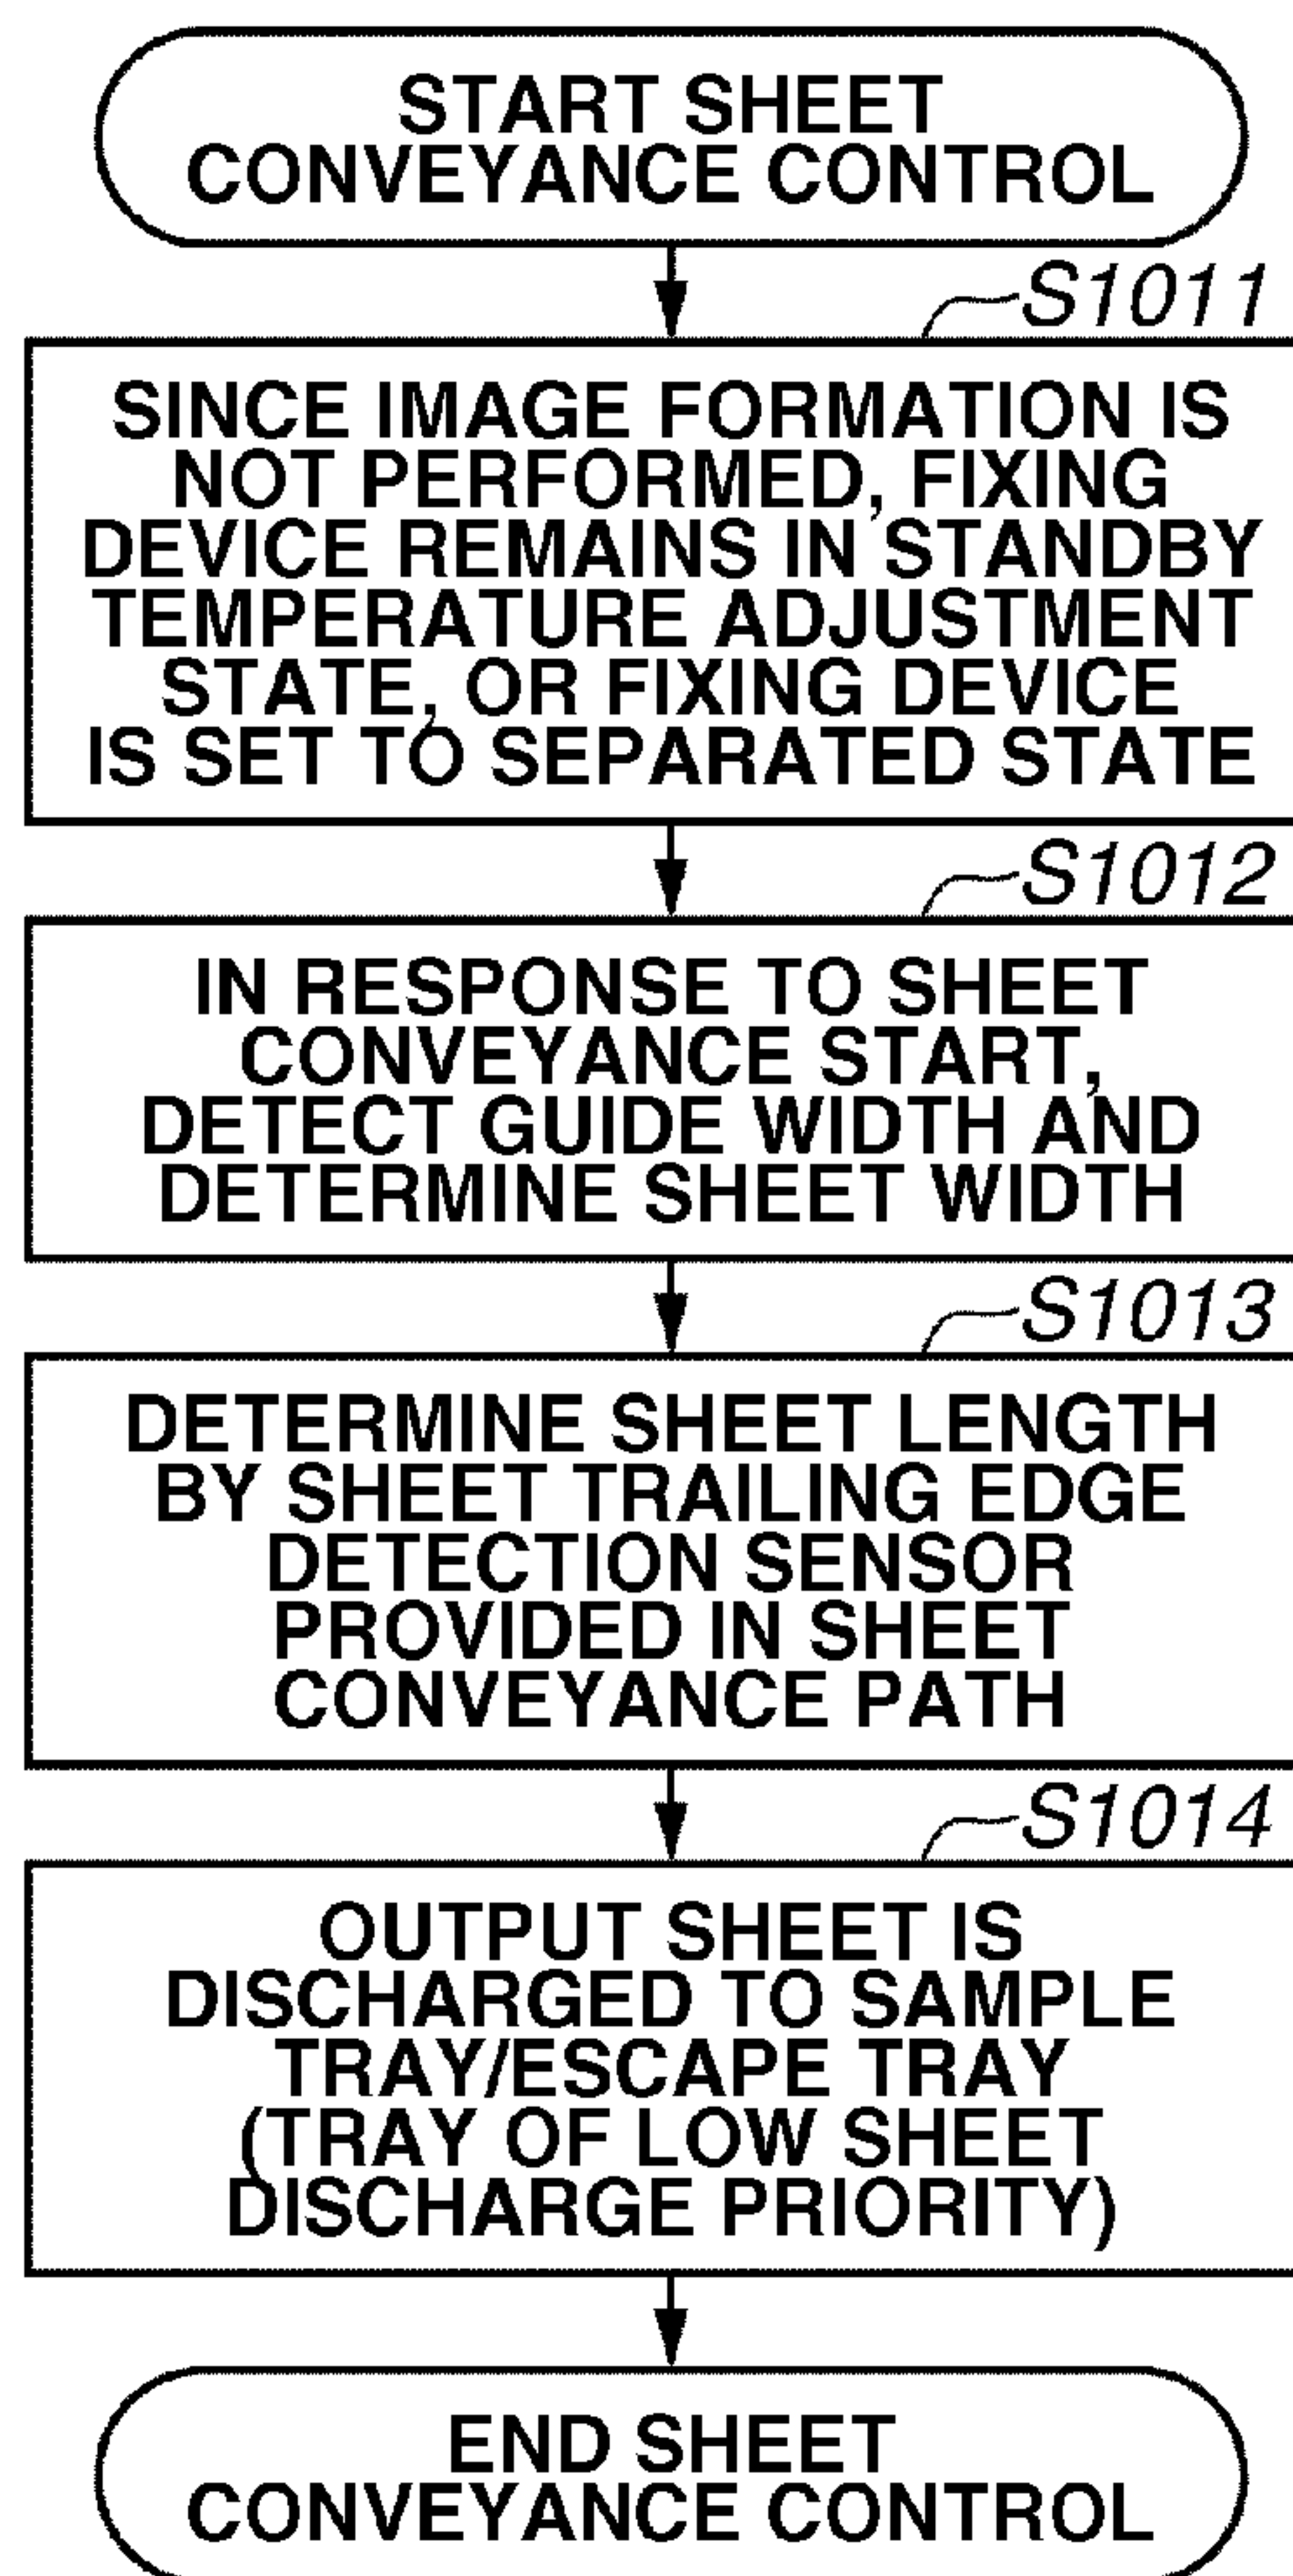 START SHEET
CONVEYANCE CONTROL
S1011
SINCE IMAGE FORMATION IS
NOT PERFORMED, FIXING
DEVICE REMAINS IN STANDBY
TEMPERATURE ADJUSTMENT
STATE, OR FIXING DEVICE
IS SET TO SEPARATED STATE
S1012
IN RESPONSE TO SHEET
CONVEYANCE START,
DETECT GUIDE WIDTH AND
DETERMINE SHEET WIDTH
S1013
DETERMINE SHEET LENGTH
BY SHEET TRAILING EDGE
DETECTION SENSOR
PROVIDED IN SHEET
CONVEYANCE PATH
S1014
OUTPUT SHEET IS
DISCHARGED TO SAMPLE
TRAY/ESCAPE TRAY
(TRAY OF LOW SHEET
DISCHARGE PRIORITY)
END SHEET
CONVEYANCE CONTROL